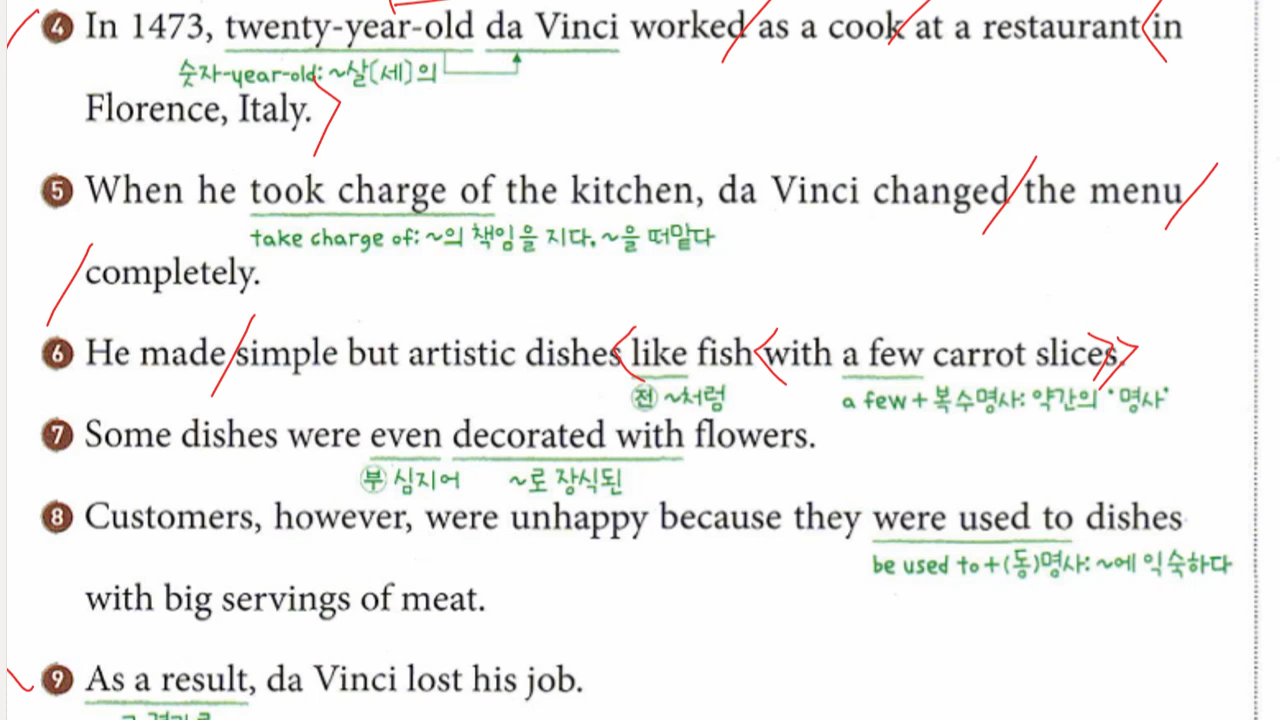 4 In 1473, twenty-year-old da Vinci worked as a cook at a restaurant in
숫자-year-old: ~살(세)의
Florence, Italy.
5 When he took charge of the kitchen, da Vinci changed the menu
take charge of: ~의 책임을 지다, ~을 떠맡다
completely.
6 He made simple but artistic dishes like fish with a few carrot slices.
전 ~처럼 a few + 복수명사: 약간의 '명사'
7 Some dishes were even decorated with flowers.
부 심지어 ~로 장식된
8 Customers, however, were unhappy because they were used to dishes
be used to + (동)명사: ~에 익숙하다
with big servings of meat.
9 As a result, da Vinci lost his job.